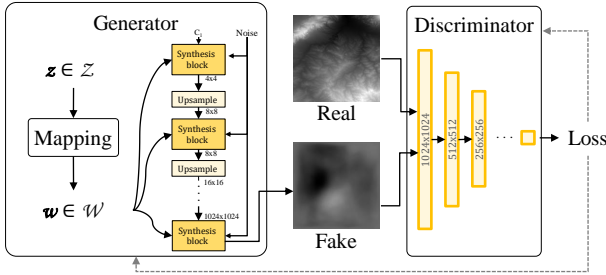 Generator
z ∈ Z
Mapping
w ∈ W
C₁
Noise
Synthesis
block
4x4
Upsample
8x8
Synthesis
block
8x8
Upsample
16x16
1024x1024
Synthesis
block
Real
Fake
Discriminator
1024x1024
512x512
256x256
...
Loss